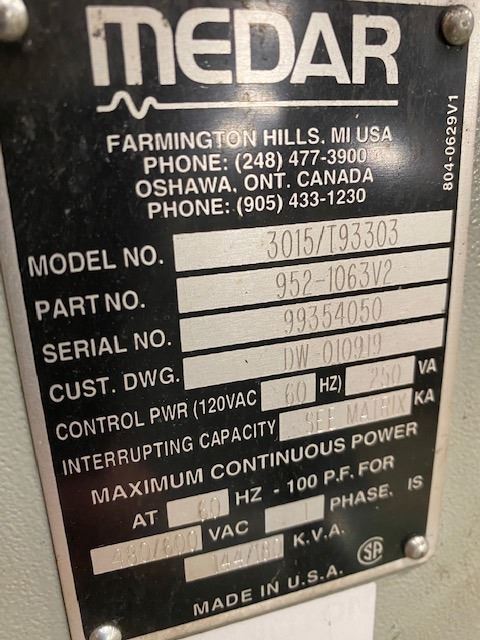 MEDAR
FARMINGTON HILLS, MI USA
PHONE: (248) 477-3900
OSHAWA, ONT. CANADA
PHONE: (905) 433-1230
804-0629V1
MODEL NO. 3015/T93303
PART NO. 952-1063V2
SERIAL NO. 99354050
CUST. DWG. DW-010919
CONTROL PWR (120VAC 60 HZ) 250 VA
INTERRUPTING CAPACITY SEE MATRIX KA
MAXIMUM CONTINUOUS POWER
AT 60 HZ - 100 P.F. FOR
480/600 VAC 1 PHASE, IS
144/180 K.V.A.
MADE IN U.S.A.